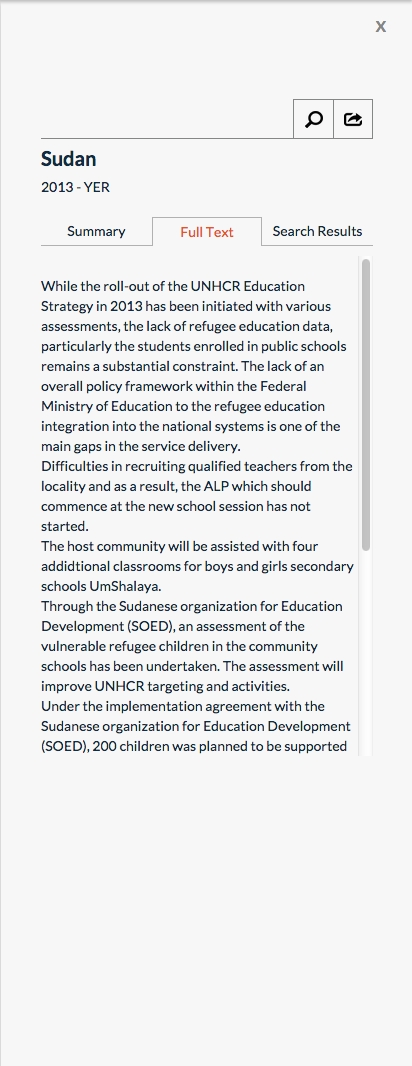 X
Sudan
2013 - YER
Summary Full Text Search Results
While the roll-out of the UNHCR Education
Strategy in 2013 has been initiated with various
assessments, the lack of refugee education data,
particularly the students enrolled in public schools
remains a substantial constraint. The lack of an
overall policy framework within the Federal
Ministry of Education to the refugee education
integration into the national systems is one of the
main gaps in the service delivery.
Difficulties in recruiting qualified teachers from the
locality and as a result, the ALP which should
commence at the new school session has not
started.
The host community will be assisted with four
addidtional classrooms for boys and girls secondary
schools UmShalaya.
Through the Sudanese organization for Education
Development (SOED), an assessment of the
vulnerable refugee children in the community
schools has been undertaken. The assessment will
improve UNHCR targeting and activities.
Under the implementation agreement with the
Sudanese organization for Education Development
(SOED), 200 children was planned to be supported